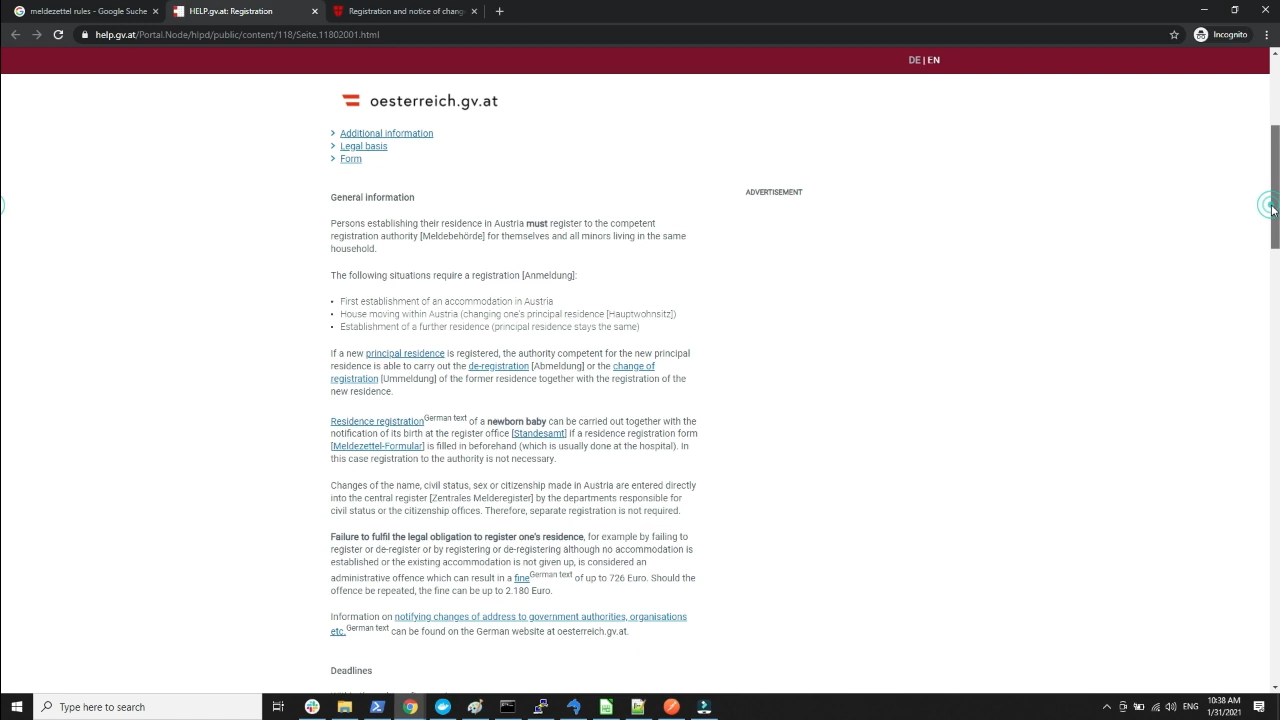 meldezettel rules - Google Suche
HELP.gv.at: Registration
Registration and notice of chang
help.gv.at/Portal.Node/hlpd/public/content/118/Seite.11802001.html
Incognito
DE | EN
oesterreich.gv.at
Additional information
Legal basis
Form
General information
ADVERTISEMENT
Persons establishing their residence in Austria must register to the competent
registration authority [Meldebehörde] for themselves and all minors living in the same
household.
The following situations require a registration [Anmeldung]:
• First establishment of an accommodation in Austria
• House moving within Austria (changing one's principal residence [Hauptwohnsitz])
• Establishment of a further residence (principal residence stays the same)
If a new principal residence is registered, the authority competent for the new principal
residence is able to carry out the de-registration [Abmeldung] or the change of
registration [Ummeldung] of the former residence together with the registration of the
new residence.
Residence registration German text of a newborn baby can be carried out together with the
notification of its birth at the register office [Standesamt] if a residence registration form
[Meldezettel-Formular] is filled in beforehand (which is usually done at the hospital). In
this case registration to the authority is not necessary.
Changes of the name, civil status, sex or citizenship made in Austria are entered directly
into the central register [Zentrales Melderegister] by the departments responsible for
civil status or the citizenship offices. Therefore, separate registration is not required.
Failure to fulfil the legal obligation to register one's residence, for example by failing to
register or de-register or by registering or de-registering although no accommodation is
established or the existing accommodation is not given up, is considered an
administrative offence which can result in a fine German text of up to 726 Euro. Should the
offence be repeated, the fine can be up to 2.180 Euro.
Information on notifying changes of address to government authorities, organisations
etc. German text can be found on the German website at oesterreich.gv.at.
Deadlines
Type here to search
ENG
10:38 AM
1/31/2021